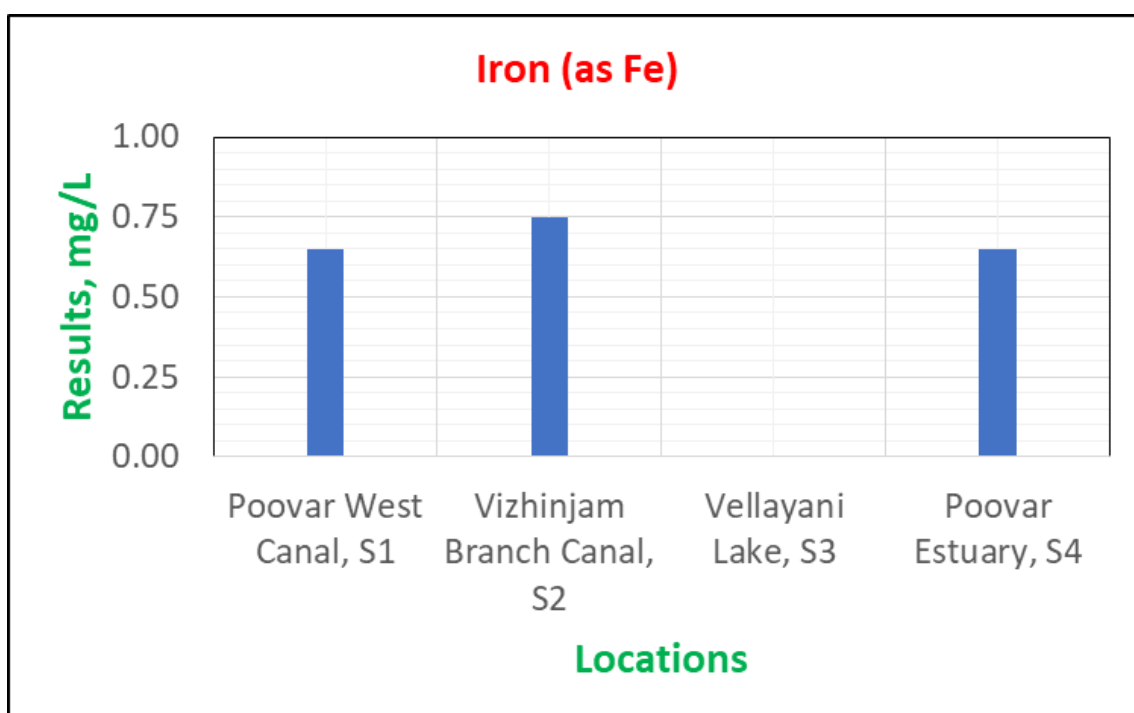 Iron (as Fe)
Results, mg/L
1.00
0.75
0.50
0.25
0.00
Poovar West
Canal, S1
Vizhinjam
Branch Canal,
S2
Vellayani
Lake, S3
Poovar
Estuary, S4
Locations